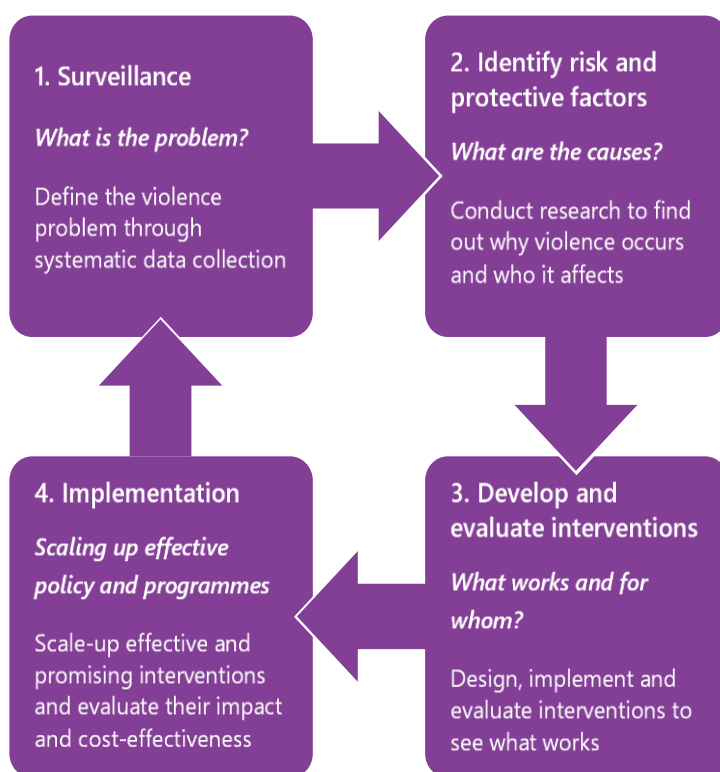 1. Surveillance
What is the problem?
Define the violence
problem through
systematic data collection
2. Identify risk and
protective factors
What are the causes?
Conduct research to find
out why violence occurs
and who it affects
3. Develop and
evaluate interventions
What works and for
whom?
Design, implement and
evaluate interventions to
see what works
4. Implementation
Scaling up effective
policy and programmes
Scale-up effective and
promising interventions
and evaluate their impact
and cost-effectiveness